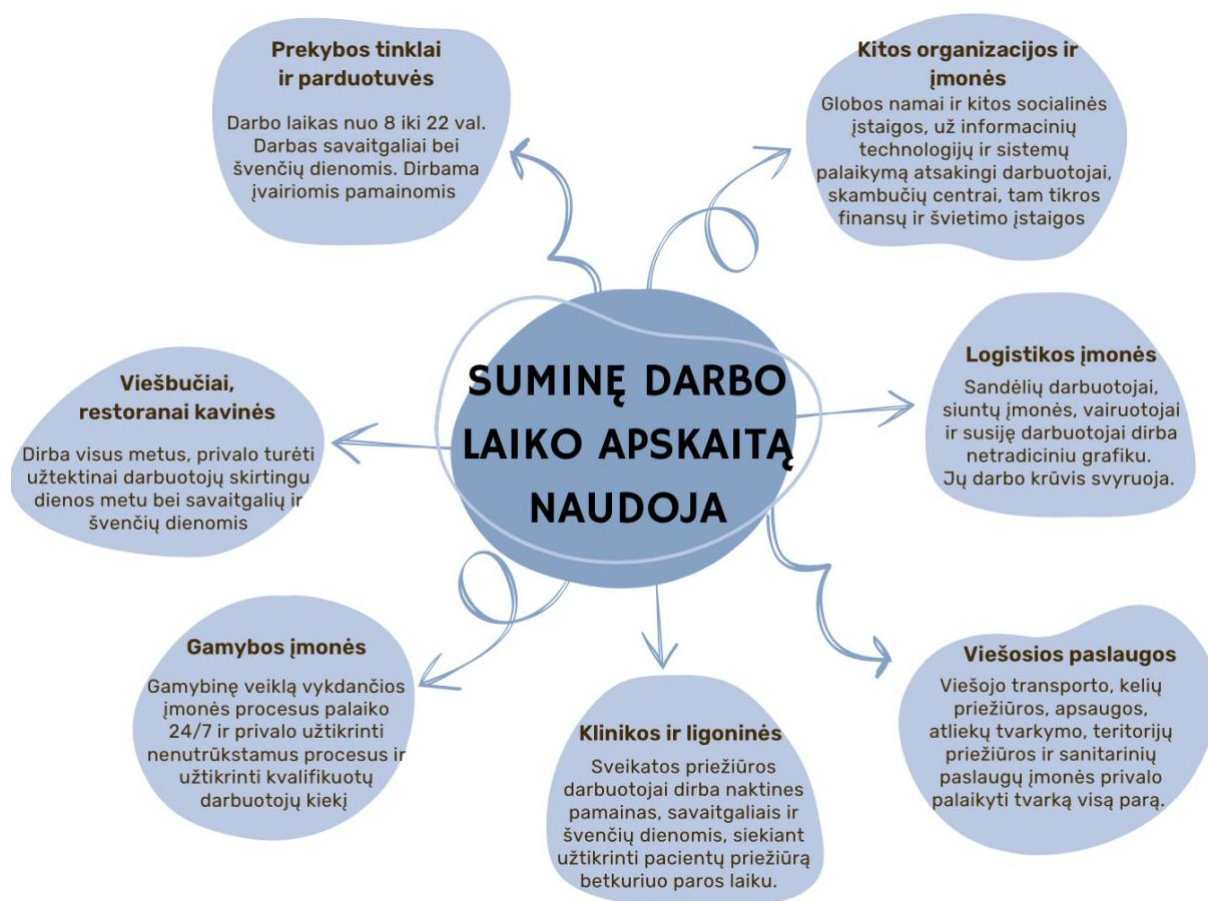 Prekybos tinklai
ir parduotuvės
Darbo laikas nuo 8 iki 22 val.
Darbas savaitgaliai bei
švenčių dienomis. Dirbama
įvairiomis pamainomis
Kitos organizacijos ir
įmonės
Globos namai ir kitos socialinės
įstaigos, už informacinių
technologijų ir sistemų
palaikymą atsakingi darbuotojai,
skambučių centrai, tam tikros
finansų ir švietimo įstaigos
SUMINĘ DARBO
LAIKO APSKAITĄ
NAUDOJA
Viešbučiai,
restoranai kavinės
Dirba visus metus, privalo turėti
užtektinai darbuotojų skirtingu
dienos metu bei savaitgalių ir
švenčių dienomis
Logistikos įmonės
Sandėlių darbuotojai,
siuntų įmonės, vairuotojai
ir susiję darbuotojai dirba
netradiciniu grafiku.
Jų darbo krūvis svyruoja.
Gamybos įmonės
Gamybinę veiklą vykdančios
įmonės procesus palaiko
24/7 ir privalo užtikrinti
nenutrūkstamus procesus ir
užtikrinti kvalifikuotų
darbuotojų kiekį
Klinikos ir ligoninės
Sveikatos priežiūros
darbuotojai dirba naktines
pamainas, savaitgaliais ir
švenčių dienomis, siekiant
užtikrinti pacientų priežiūrą
betkuriuo paros laiku.
Viešosios paslaugos
Viešojo transporto, kelių
priežiūros, apsaugos,
atliekų tvarkymo, teritorijų
priežiūros ir sanitarinių
paslaugų įmonės privalo
palaikyti tvarką visą parą.